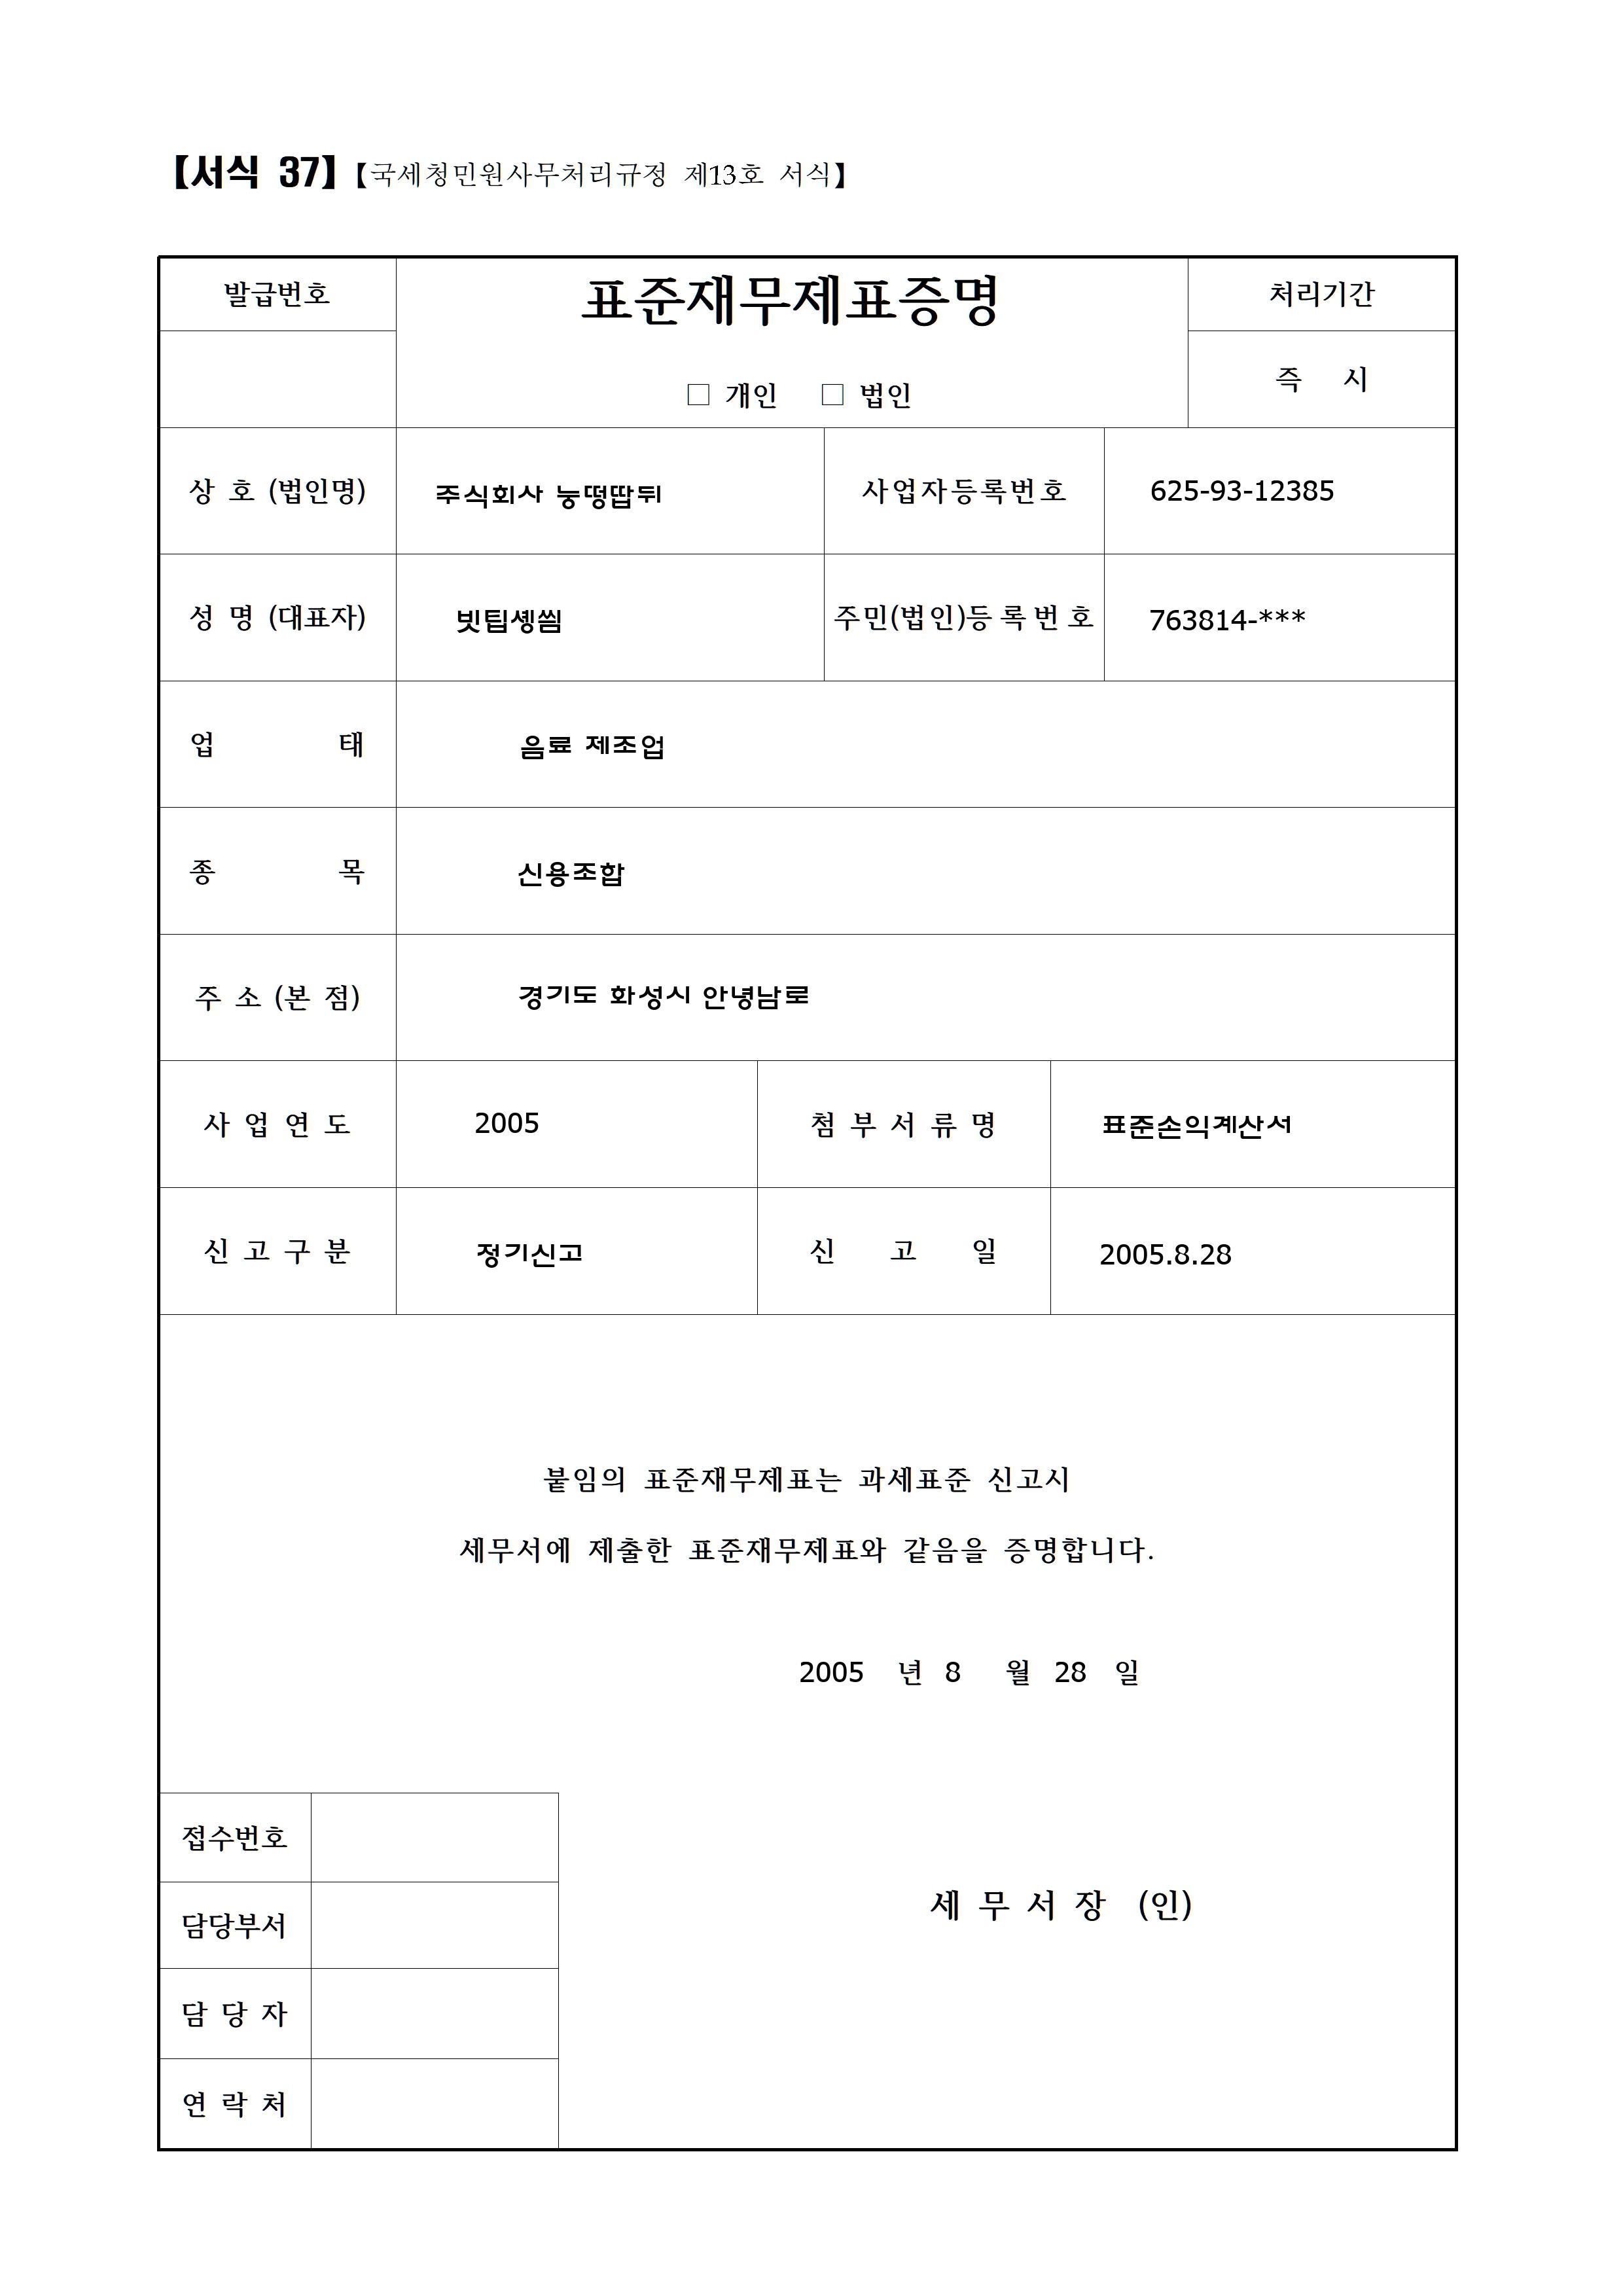 【서식 37】【국세청민원사무처리규정 제13호 서식】
발급번호
표준재무제표증명
처리기간
□ 개인 □ 법인
즉 시
상 호 (법인명) 주식회사 눙떵땁뒤 사업자등록번호 625-93-12385
성 명 (대표자) 빗팁솅씜 주민(법인)등록번호 763814-***
업 태 음료 제조업
종 목 신용조합
주 소 (본 점) 경기도 화성시 안녕남로
사 업 연 도 2005 첨 부 서 류 명 표준손익계산서
신 고 구 분 정기신고 신 고 일 2005.8.28
붙임의 표준재무제표는 과세표준 신고시
세무서에 제출한 표준재무제표와 같음을 증명합니다.
2005 년 8 월 28 일
접수번호
세 무 서 장 (인)
담당부서
담 당 자
연 락 처